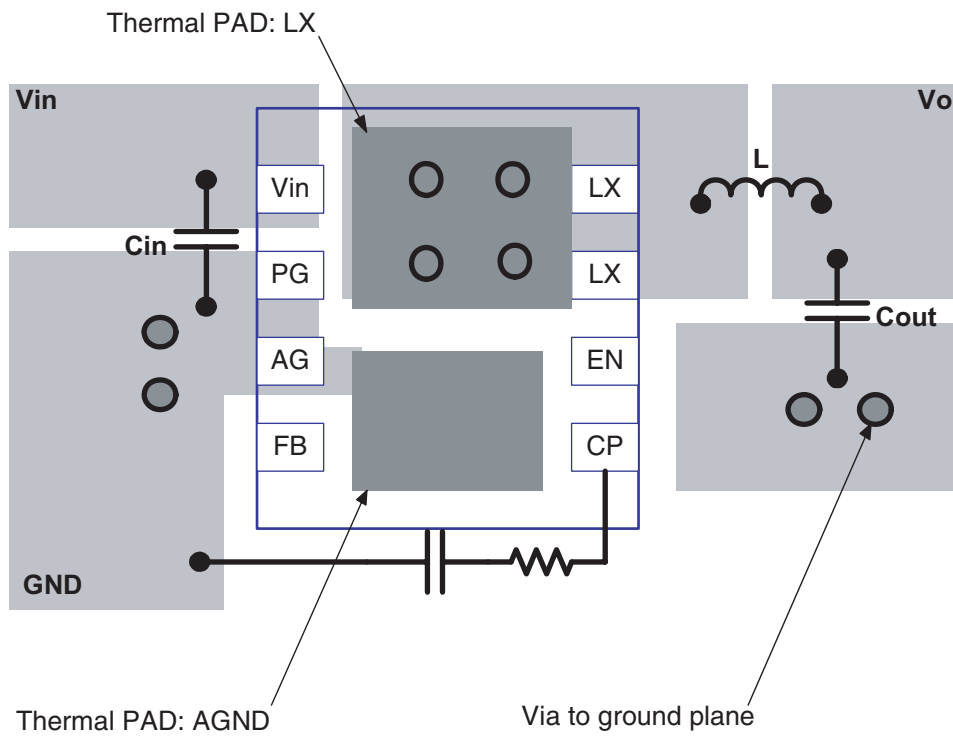 Thermal PAD: LX
Vin
Vo
L
Vin
LX
Cin
PG
LX
Cout
AG
EN
FB
CP
GND
Thermal PAD: AGND
Via to ground plane